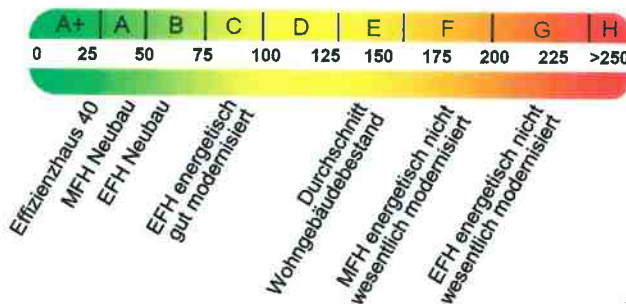 A+ A B C D E F G H
0 25 50 75 100 125 150 175 200 225 >250
Effizienzhaus 40
MFH Neubau
EFH Neubau
EFH energetisch
gut modernisiert
Durchschnitt
Wohngebäudebestand
MFH energetisch nicht
wesentlich modernisiert
EFH energetisch nicht
wesentlich modernisiert